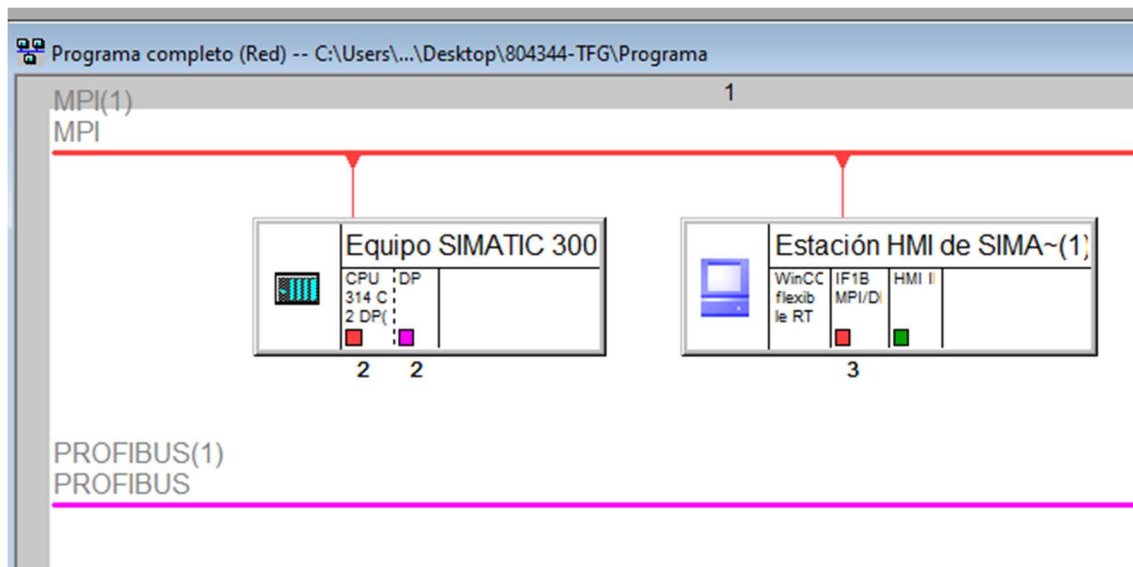 Programa completo (Red) -- C:\Users\...\Desktop\804344-TFG\Programa
1
MPI(1)
MPI
Equipo SIMATIC 300
CPU
314 C
2 DP(
DP
2 2
Estación HMI de SIMA~(1)
WinCC
flexib
le RT
IF1B
MPI/D
HMI I
3
PROFIBUS(1)
PROFIBUS